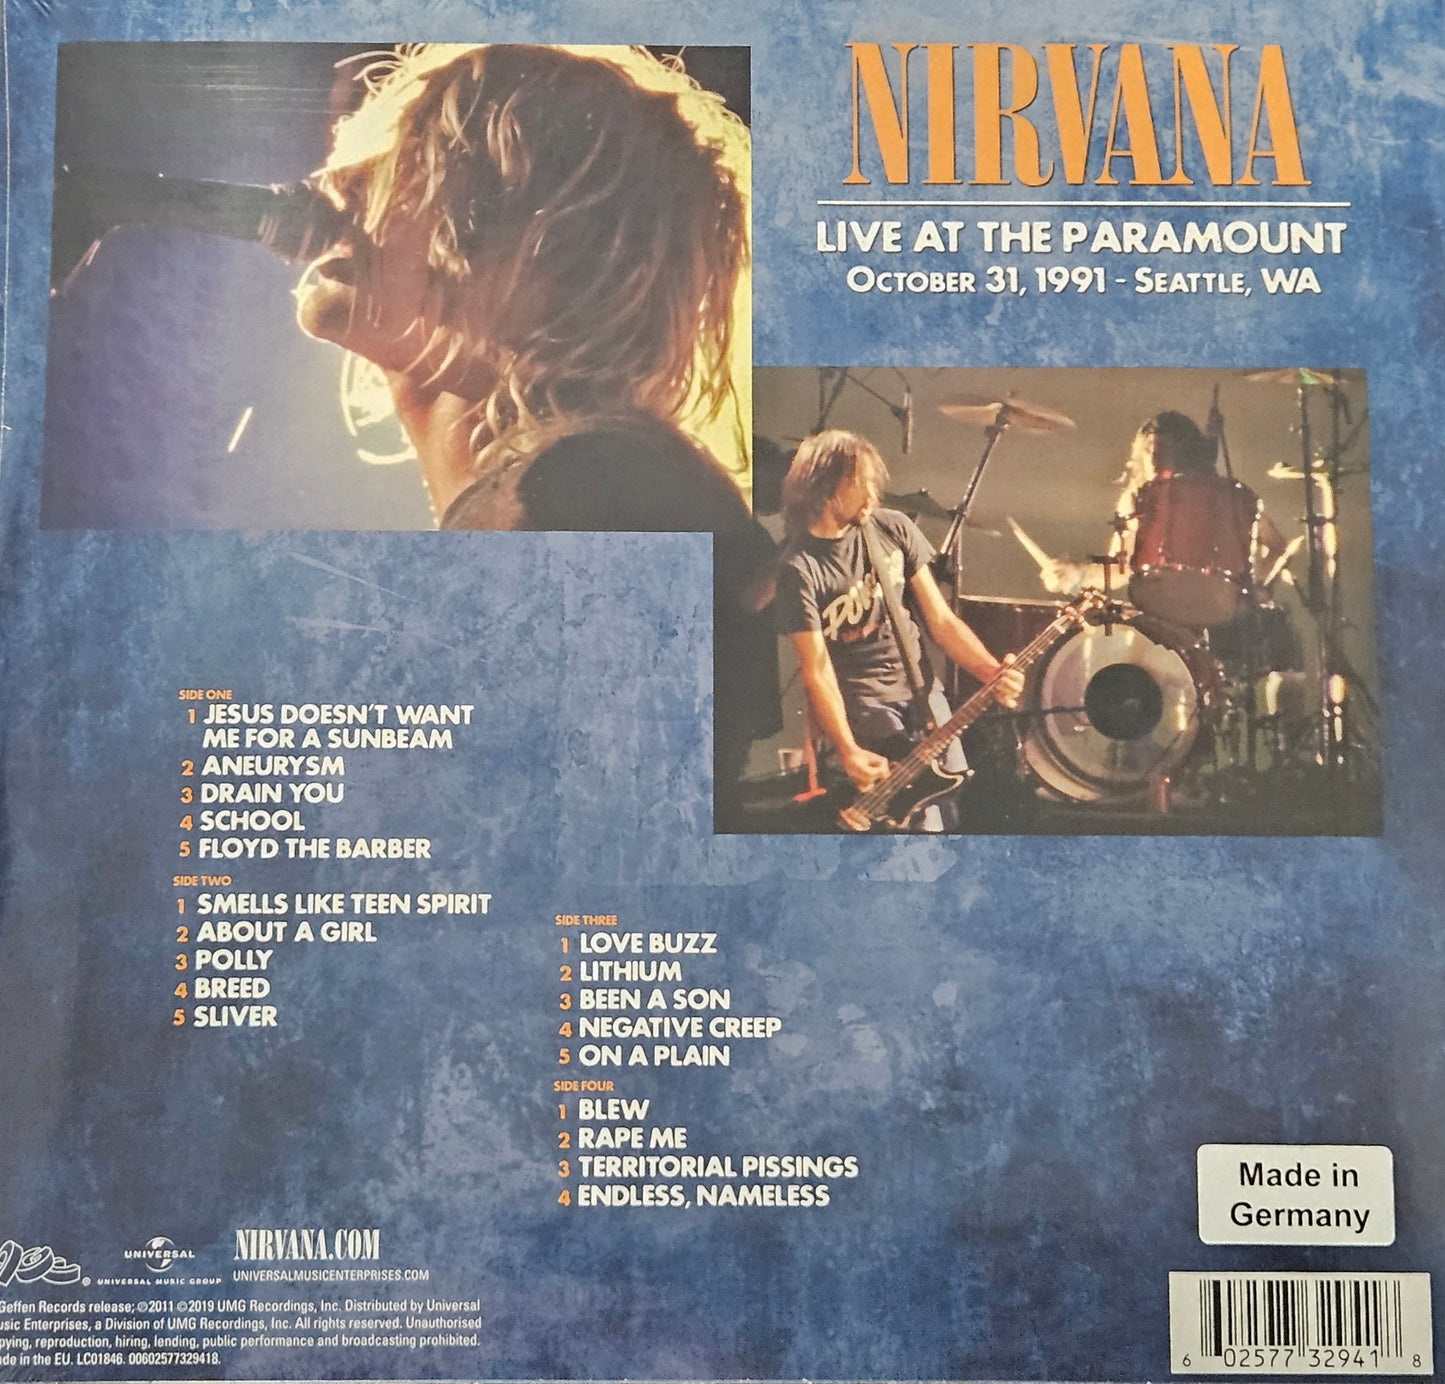 NIRVANA
LIVE AT THE PARAMOUNT
OCTOBER 31, 1991 - SEATTLE, WA
SIDE ONE
1 JESUS DOESN'T WANT
ME FOR A SUNBEAM
2 ANEURYSM
3 DRAIN YOU
4 SCHOOL
5 FLOYD THE BARBER
SIDE TWO
1 SMELLS LIKE TEEN SPIRIT
2 ABOUT A GIRL
3 POLLY
4 BREED
5 SLIVER
SIDE THREE
1 LOVE BUZZ
2 LITHIUM
3 BEEN A SON
4 NEGATIVE CREEP
5 ON A PLAIN
SIDE FOUR
1 BLEW
2 RAPE ME
3 TERRITORIAL PISSINGS
4 ENDLESS, NAMELESS
Made in
Germany
UNIVERSAL
UNIVERSAL MUSIC GROUP
NIRVANA.COM
UNIVERSALMUSICENTERPRISES.COM
Geffen Records release; ℗2011 ©2019 UMG Recordings, Inc. Distributed by Universal
usic Enterprises, a Division of UMG Recordings, Inc. All rights reserved. Unauthorised
pying, reproduction, hiring, lending, public performance and broadcasting prohibited.
de in the EU. LC01846. 00602577329418.
6 02577 32941 8